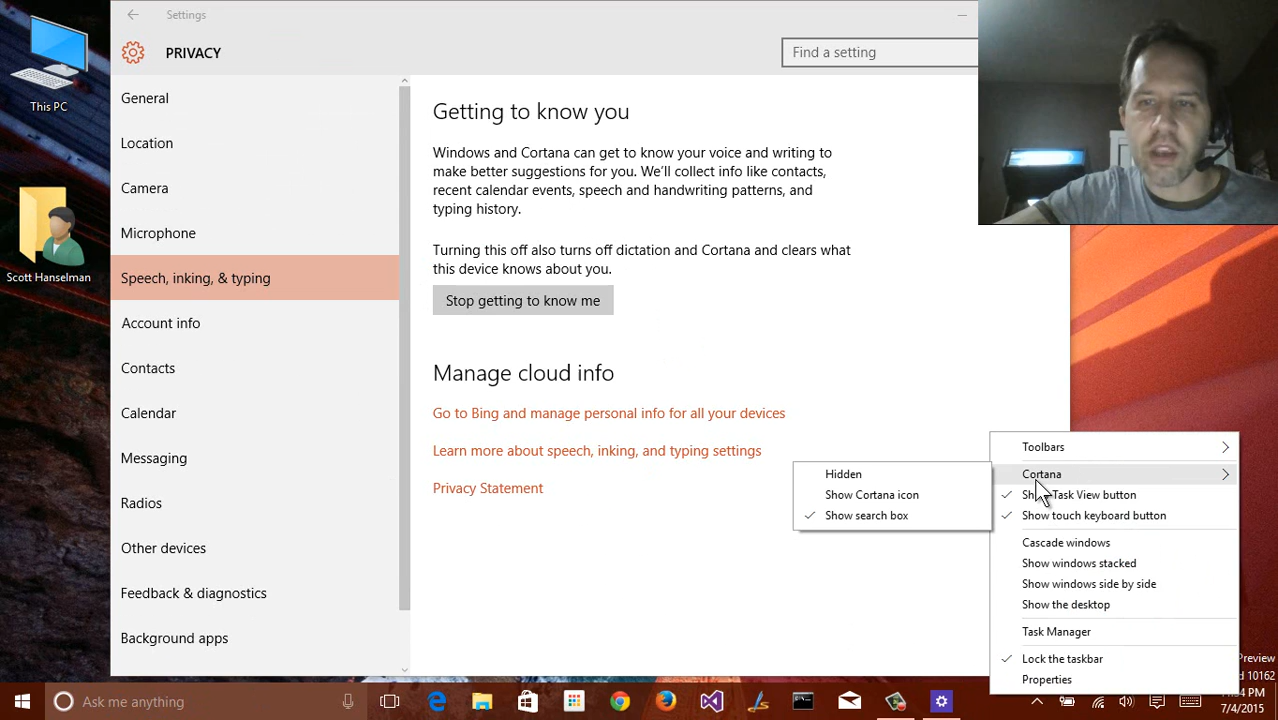 This PC
Scott Hanselman
Settings
PRIVACY
Find a setting
General
Location
Camera
Microphone
Speech, inking, & typing
Account info
Contacts
Calendar
Messaging
Radios
Other devices
Feedback & diagnostics
Background apps
Getting to know you
Windows and Cortana can get to know your voice and writing to
make better suggestions for you. We'll collect info like contacts,
recent calendar events, speech and handwriting patterns, and
typing history.
Turning this off also turns off dictation and Cortana and clears what
this device knows about you.
Stop getting to know me
Manage cloud info
Go to Bing and manage personal info for all your devices
Learn more about speech, inking, and typing settings
Privacy Statement
Hidden
Show Cortana icon
Show search box
Toolbars
Cortana
Show Task View button
Show touch keyboard button
Cascade windows
Show windows stacked
Show windows side by side
Show the desktop
Task Manager
Lock the taskbar
Properties
Preview
10162
PM
7/4/2015
Ask me anything